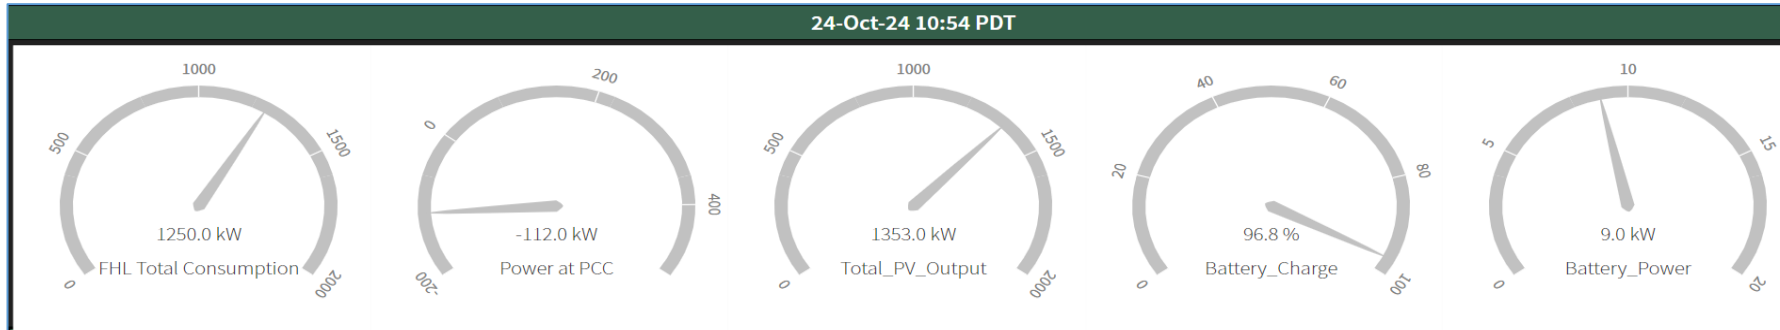 24-Oct-24 10:54 PDT
0
500
1000
1500
2000
1250.0 kW
FHL Total Consumption
-200
0
200
400
-112.0 kW
Power at PCC
0
500
1000
1500
2000
1353.0 kW
Total_PV_Output
0
20
40
60
80
100
96.8 %
Battery_Charge
0
5
10
15
20
9.0 kW
Battery_Power